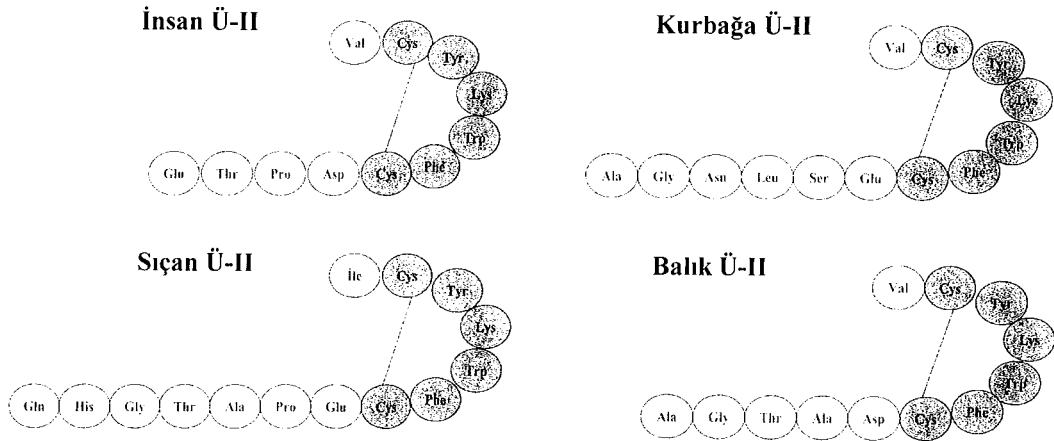 İnsan Ü-II
Val Cys
Tyr
Lys
Trp
Glu Thr Pro Asp Cys Phe
Kurbağa Ü-II
Val Cys
Tyr
Lys
Trp
Ala Gly Asn Leu Ser Glu Cys Phe
Sıçan Ü-II
İle Cys
Tyr
Lys
Trp
Gln His Gly Thr Ala Pro Glu Cys Phe
Balık Ü-II
Val Cys
Tyr
Lys
Trp
Ala Gly Thr Ala Asp Cys Phe